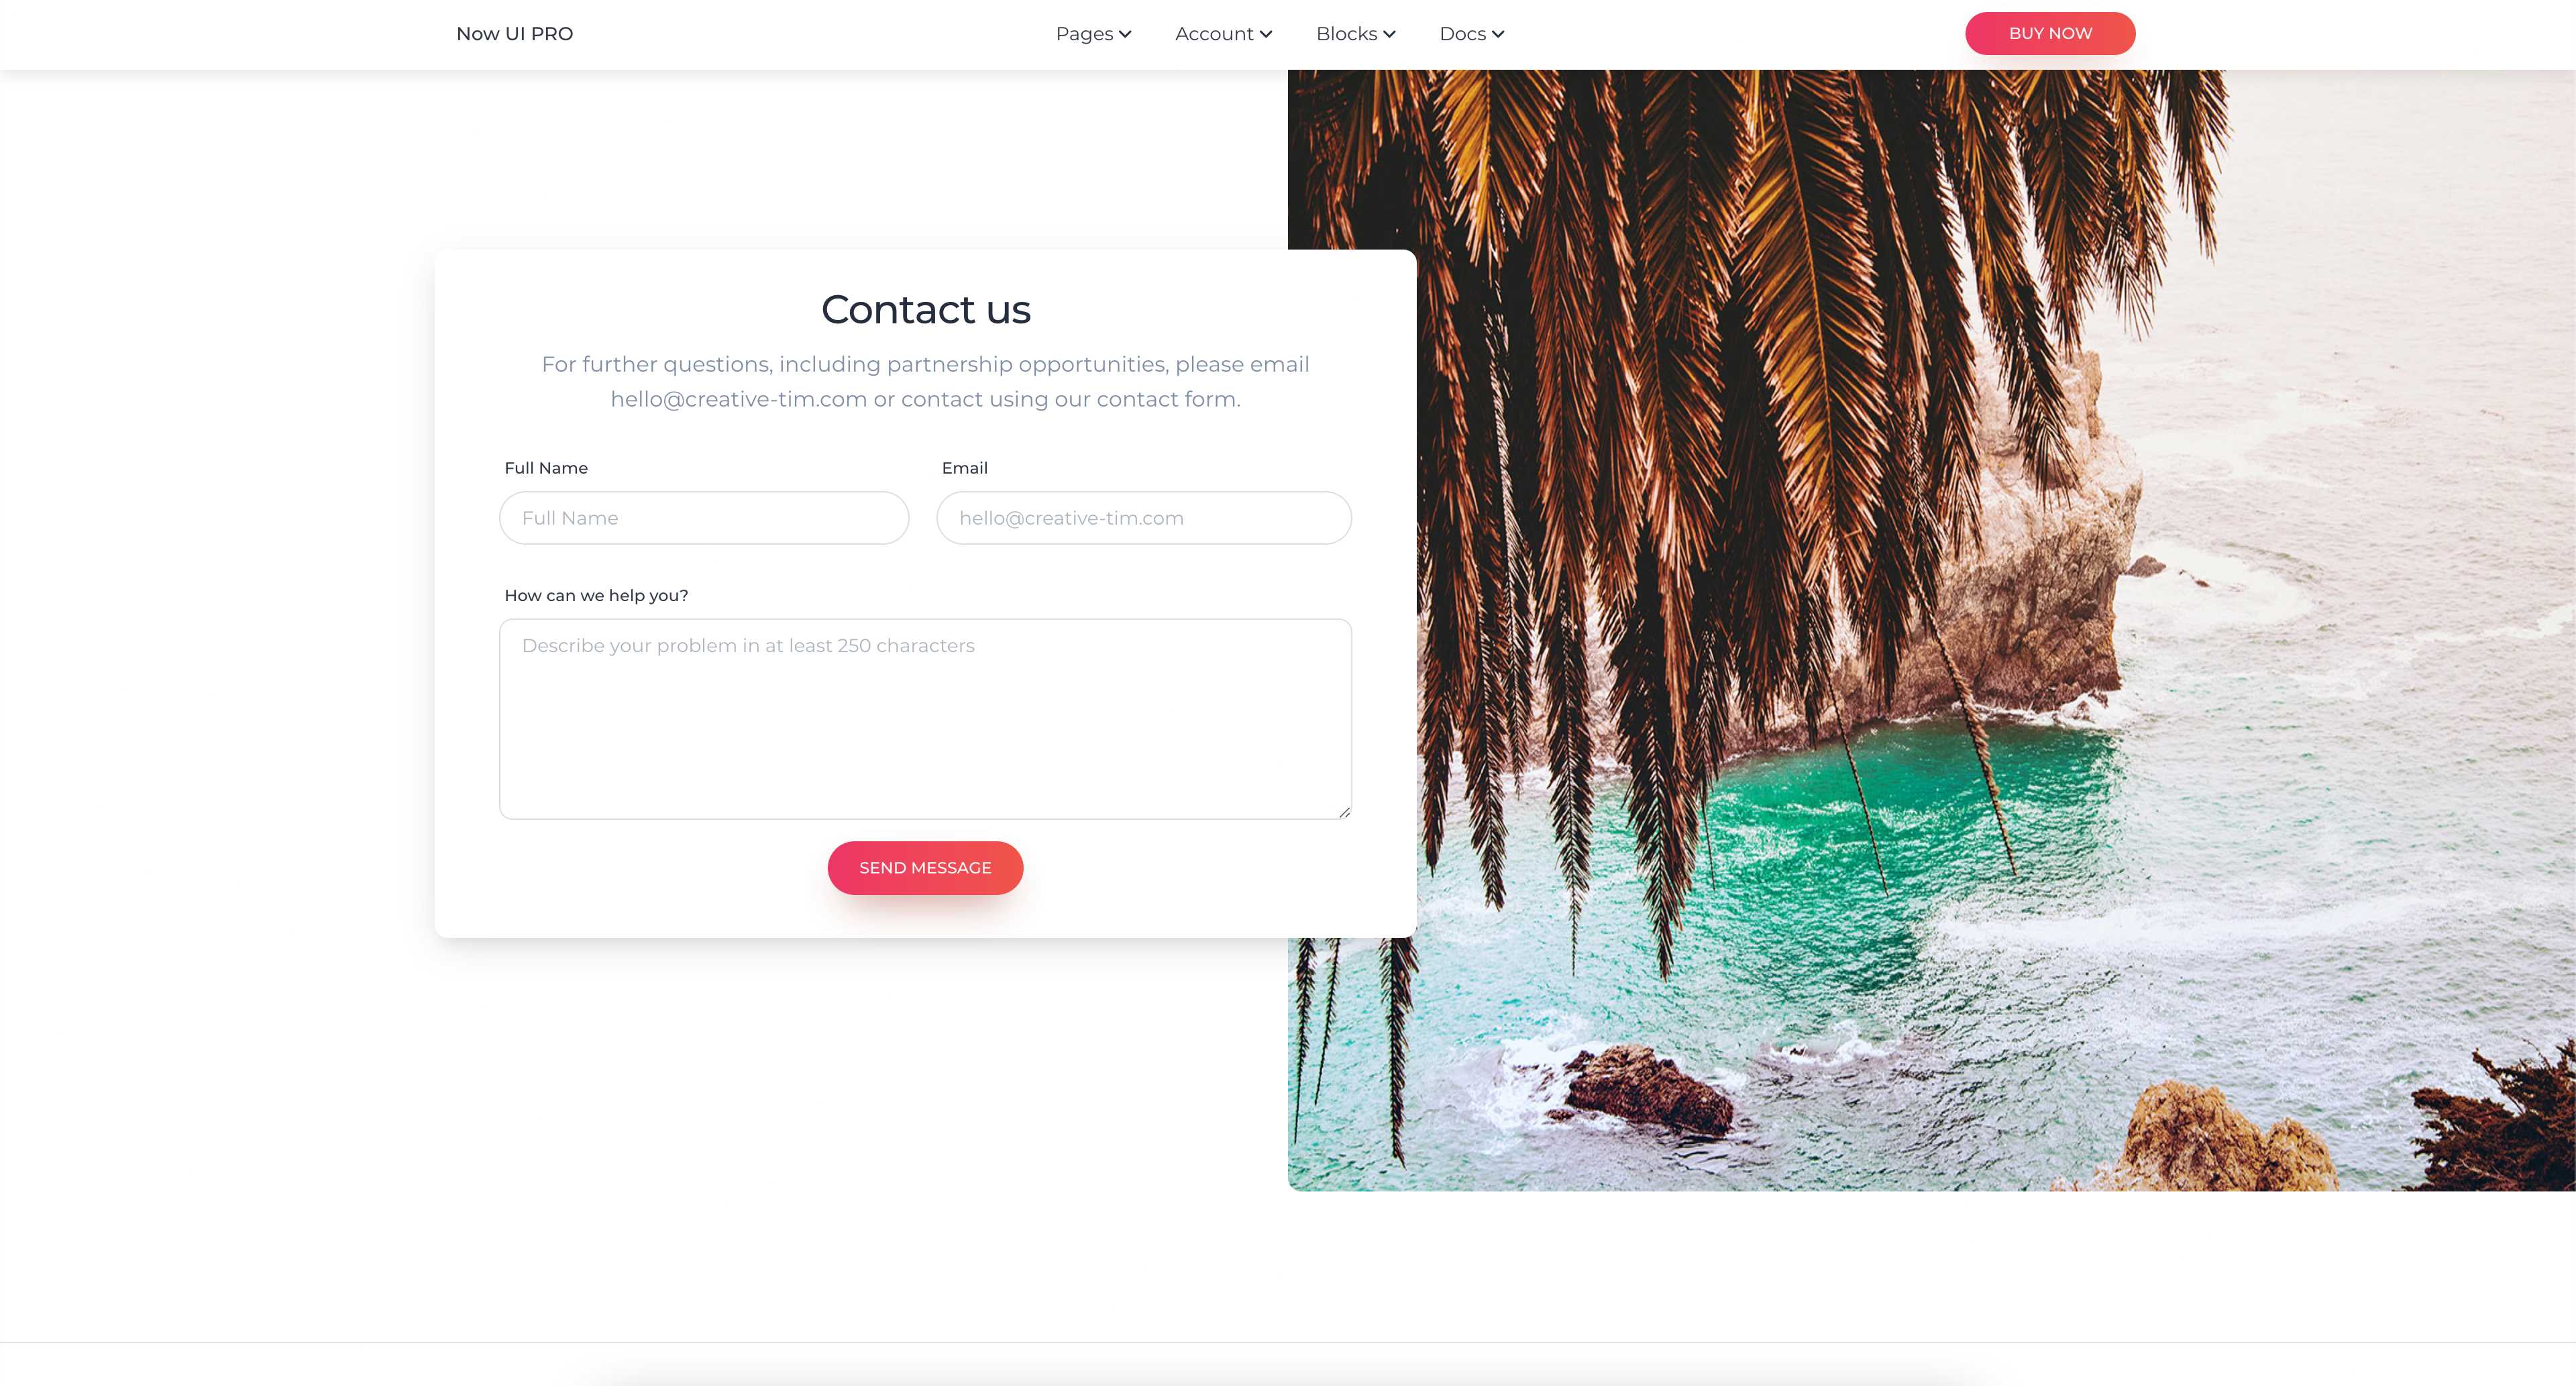 Now UI PRO
Pages
Account
Blocks
Docs
BUY NOW
Contact us
For further questions, including partnership opportunities, please email
hello@creative-tim.com or contact using our contact form.
Full Name
Email
Full Name
hello@creative-tim.com
How can we help you?
Describe your problem in at least 250 characters
SEND MESSAGE